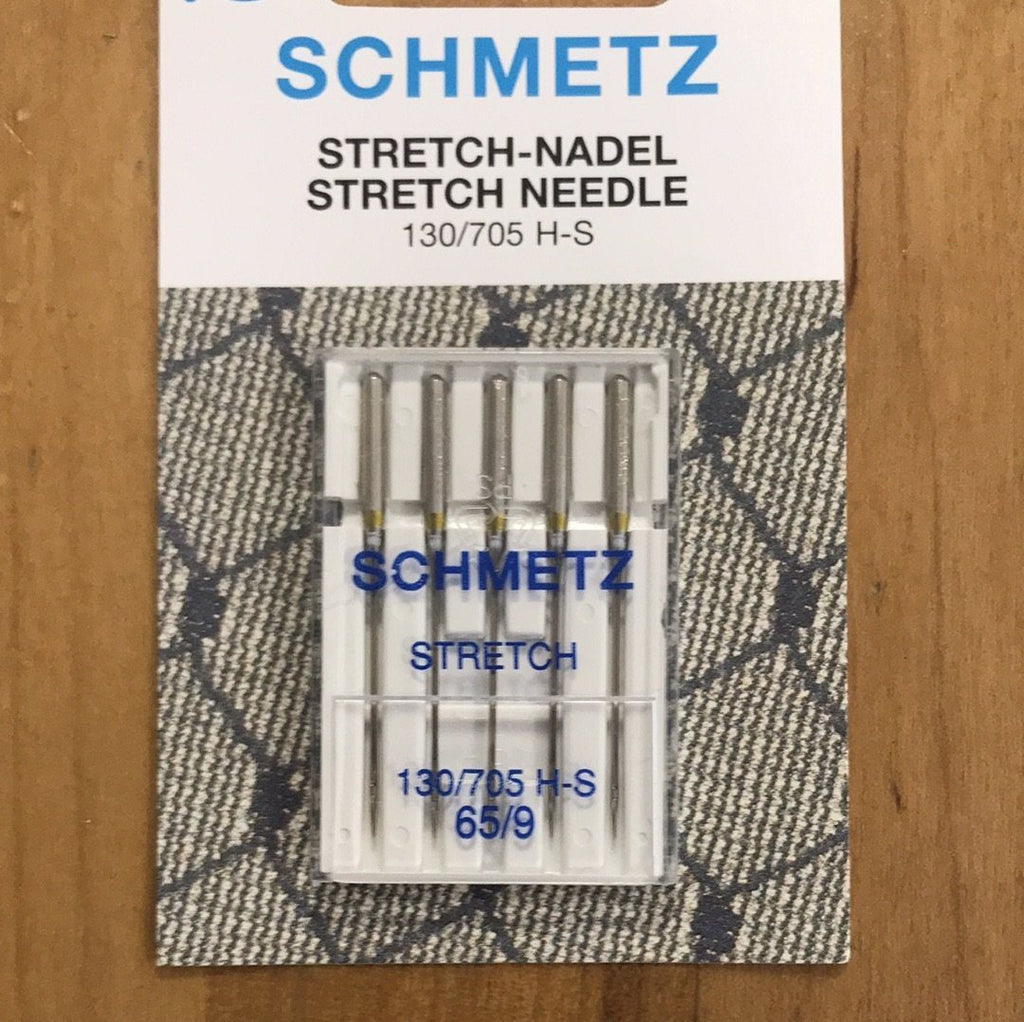 SCHMETZ
STRETCH-NADEL
STRETCH NEEDLE
130/705 H-S
SCHMETZ
STRETCH
130/705 H-S
65/9